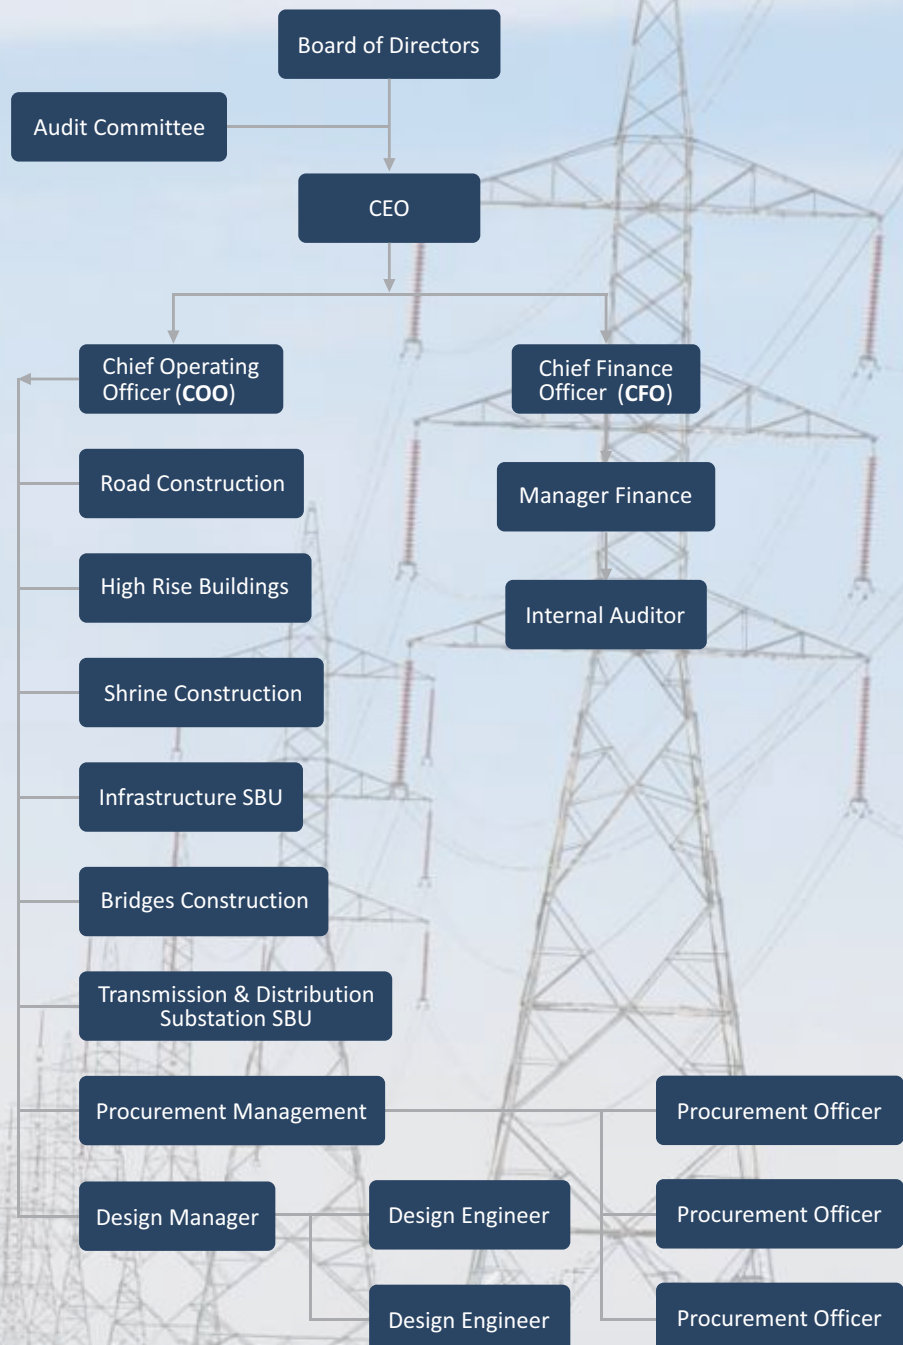 Board of Directors
Audit Committee
CEO
Chief Operating
Officer (COO)
Chief Finance
Officer (CFO)
Road Construction
Manager Finance
High Rise Buildings
Internal Auditor
Shrine Construction
Infrastructure SBU
Bridges Construction
Transmission & Distribution
Substation SBU
Procurement Management
Procurement Officer
Design Manager
Design Engineer
Procurement Officer
Design Engineer
Procurement Officer